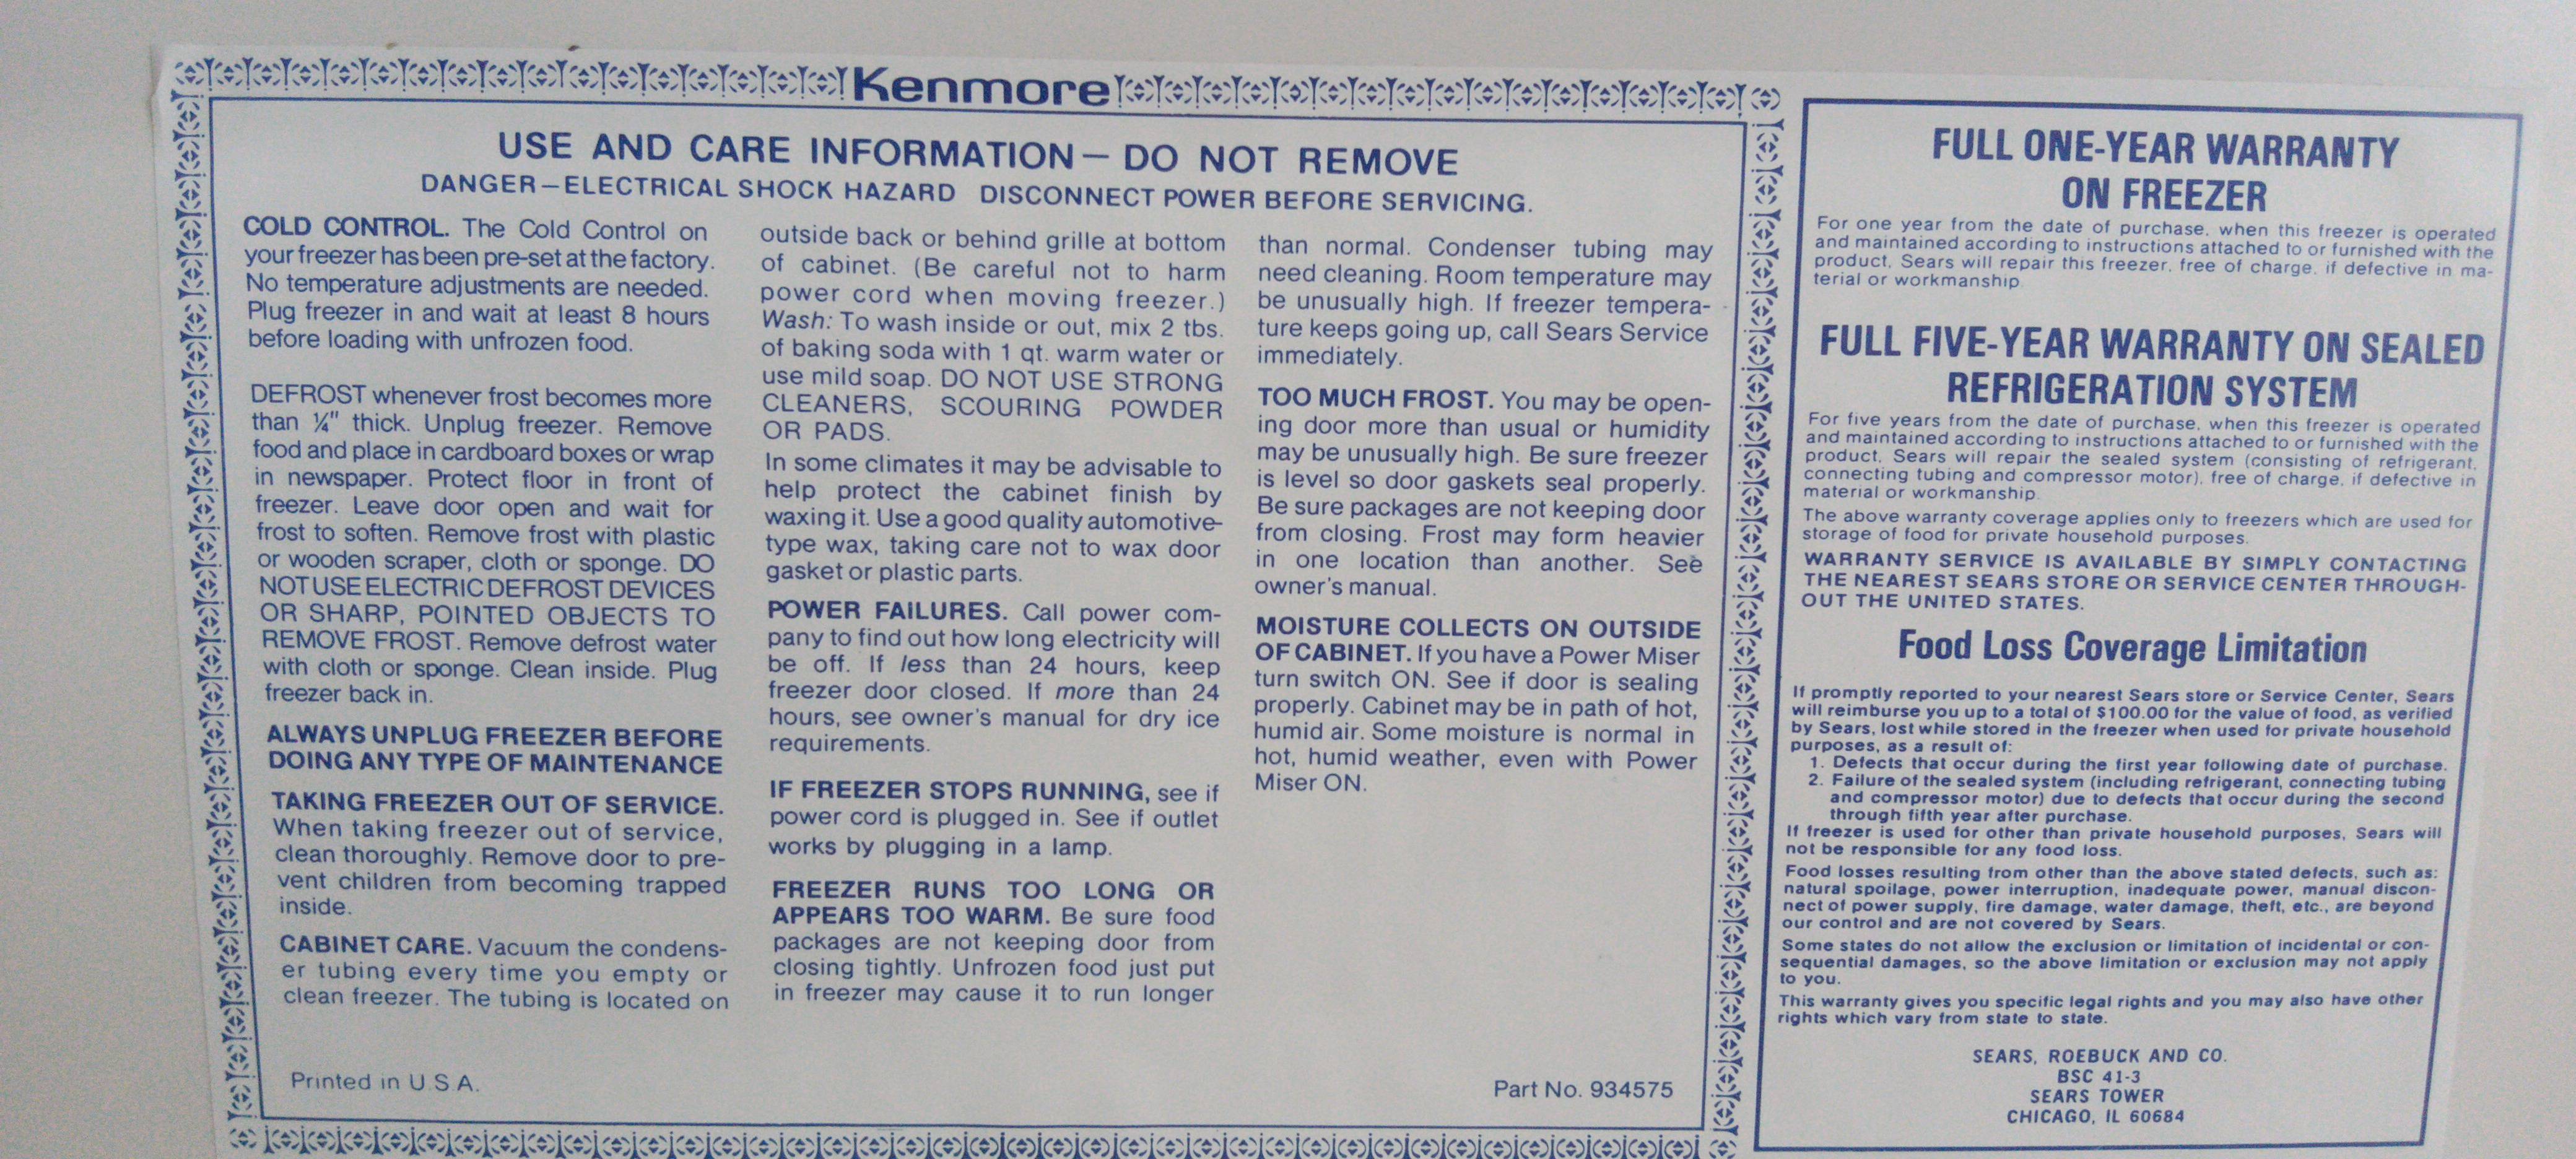 Kenmore
USE AND CARE INFORMATION — DO NOT REMOVE
DANGER — ELECTRICAL SHOCK HAZARD DISCONNECT POWER BEFORE SERVICING.
COLD CONTROL. The Cold Control on
your freezer has been pre-set at the factory.
No temperature adjustments are needed.
Plug freezer in and wait at least 8 hours
before loading with unfrozen food.
DEFROST whenever frost becomes more
than ¼" thick. Unplug freezer. Remove
food and place in cardboard boxes or wrap
in newspaper. Protect floor in front of
freezer. Leave door open and wait for
frost to soften. Remove frost with plastic
or wooden scraper, cloth or sponge. DO
NOT USE ELECTRIC DEFROST DEVICES
OR SHARP, POINTED OBJECTS TO
REMOVE FROST. Remove defrost water
with cloth or sponge. Clean inside. Plug
freezer back in.
ALWAYS UNPLUG FREEZER BEFORE
DOING ANY TYPE OF MAINTENANCE
TAKING FREEZER OUT OF SERVICE.
When taking freezer out of service,
clean thoroughly. Remove door to pre-
vent children from becoming trapped
inside.
CABINET CARE. Vacuum the condens-
er tubing every time you empty or
clean freezer. The tubing is located on
outside back or behind grille at bottom
of cabinet. (Be careful not to harm
power cord when moving freezer.)
Wash: To wash inside or out, mix 2 tbs.
of baking soda with 1 qt. warm water or
use mild soap. DO NOT USE STRONG
CLEANERS, SCOURING POWDER
OR PADS.
In some climates it may be advisable to
help protect the cabinet finish by
waxing it. Use a good quality automotive-
type wax, taking care not to wax door
gasket or plastic parts.
POWER FAILURES. Call power com-
pany to find out how long electricity will
be off. If less than 24 hours, keep
freezer door closed. If more than 24
hours, see owner's manual for dry ice
requirements.
IF FREEZER STOPS RUNNING, see if
power cord is plugged in. See if outlet
works by plugging in a lamp.
FREEZER RUNS TOO LONG OR
APPEARS TOO WARM. Be sure food
packages are not keeping door from
closing tightly. Unfrozen food just put
in freezer may cause it to run longer
than normal. Condenser tubing may
need cleaning. Room temperature may
be unusually high. If freezer tempera-
ture keeps going up, call Sears Service
immediately.
TOO MUCH FROST. You may be open-
ing door more than usual or humidity
may be unusually high. Be sure freezer
is level so door gaskets seal properly.
Be sure packages are not keeping door
from closing. Frost may form heavier
in one location than another. See
owner's manual.
MOISTURE COLLECTS ON OUTSIDE
OF CABINET. If you have a Power Miser
turn switch ON. See if door is sealing
properly. Cabinet may be in path of hot,
humid air. Some moisture is normal in
hot, humid weather, even with Power
Miser ON.
Printed in U.S.A.
Part No. 934575
FULL ONE-YEAR WARRANTY
ON FREEZER
For one year from the date of purchase, when this freezer is operated
and maintained according to instructions attached to or furnished with the
product, Sears will repair this freezer, free of charge, if defective in ma-
terial or workmanship.
FULL FIVE-YEAR WARRANTY ON SEALED
REFRIGERATION SYSTEM
For five years from the date of purchase, when this freezer is operated
and maintained according to instructions attached to or furnished with the
product, Sears will repair the sealed system (consisting of refrigerant,
connecting tubing and compressor motor), free of charge, if defective in
material or workmanship.
The above warranty coverage applies only to freezers which are used for
storage of food for private household purposes.
WARRANTY SERVICE IS AVAILABLE BY SIMPLY CONTACTING
THE NEAREST SEARS STORE OR SERVICE CENTER THROUGH-
OUT THE UNITED STATES.
Food Loss Coverage Limitation
If promptly reported to your nearest Sears store or Service Center, Sears
will reimburse you up to a total of $100.00 for the value of food, as verified
by Sears, lost while stored in the freezer when used for private household
purposes, as a result of:
1. Defects that occur during the first year following date of purchase.
2. Failure of the sealed system (including refrigerant, connecting tubing
and compressor motor) due to defects that occur during the second
through fifth year after purchase.
If freezer is used for other than private household purposes, Sears will
not be responsible for any food loss.
Food losses resulting from other than the above stated defects, such as:
natural spoilage, power interruption, inadequate power, manual discon-
nect of power supply, fire damage, water damage, theft, etc., are beyond
our control and are not covered by Sears.
Some states do not allow the exclusion or limitation of incidental or con-
sequential damages, so the above limitation or exclusion may not apply
to you.
This warranty gives you specific legal rights and you may also have other
rights which vary from state to state.
SEARS, ROEBUCK AND CO.
BSC 41-3
SEARS TOWER
CHICAGO, IL 60684